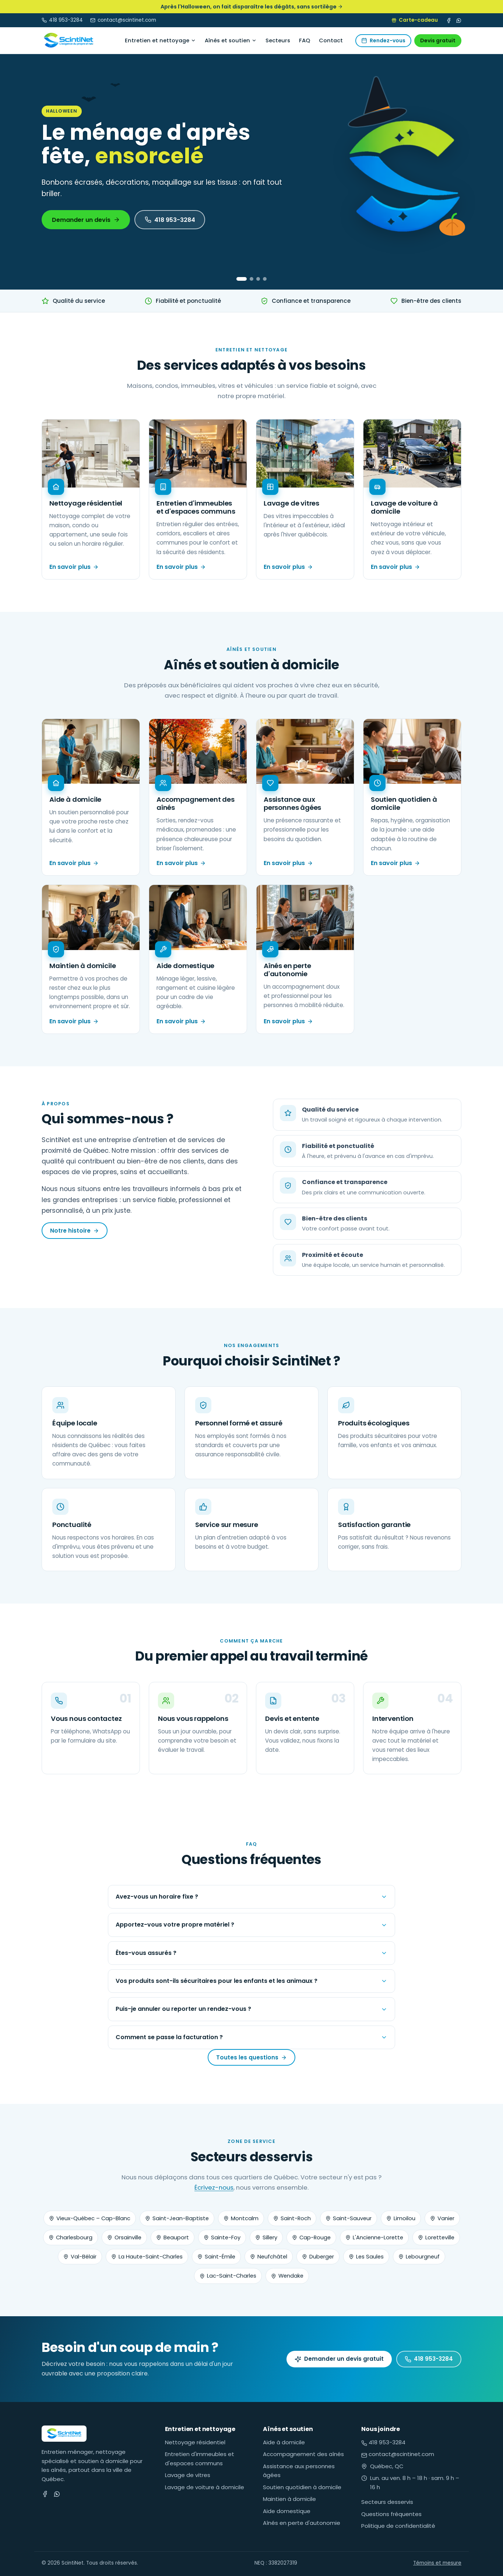 Après l'Halloween, on fait disparaître les dégâts, sans sortilège →
418 953-3284
contact@scintinet.com
Carte-cadeau
ScintiNet
Entretien et nettoyage
Aînés et soutien
Secteurs
FAQ
Contact
Rendez-vous
Devis gratuit
HALLOWEEN
Le ménage d'après
fête, ensorcelé
Bonbons écrasés, décorations, maquillage sur les tissus : on fait tout
briller.
Demander un devis →
418 953-3284
Qualité du service
Fiabilité et ponctualité
Confiance et transparence
Bien-être des clients
ENTRETIEN ET NETTOYAGE
Des services adaptés à vos besoins
Maisons, condos, immeubles, vitres et véhicules : un service fiable et soigné, avec
notre propre matériel.
Nettoyage résidentiel
Nettoyage complet de votre
maison, condo ou
appartement, une seule fois
ou selon un horaire régulier.
En savoir plus →
Entretien d'immeubles
et d'espaces communs
Entretien régulier des entrées,
corridors, escaliers et aires
communes pour le confort et
la sécurité des résidents.
En savoir plus →
Lavage de vitres
Des vitres impeccables à
l'intérieur et à l'extérieur, idéal
après l'hiver québécois.
En savoir plus →
Lavage de voiture à
domicile
Nettoyage intérieur et
extérieur de votre véhicule,
chez vous, sans que vous
ayez à vous déplacer.
En savoir plus →
AÎNÉS ET SOUTIEN
Aînés et soutien à domicile
Des préposées aux bénéficiaires qui aident vos proches à vivre chez eux en sécurité,
avec respect et dignité. À l'heure ou par quart de travail.
Aide à domicile
Un soutien personnalisé pour
que votre proche reste chez
lui dans le confort et la
sécurité.
En savoir plus →
Accompagnement des
aînés
Sorties, rendez-vous
médicaux, promenades : une
présence chaleureuse pour
briser l'isolement.
En savoir plus →
Assistance aux
personnes âgées
Une présence rassurante et
professionnelle pour les
besoins du quotidien.
En savoir plus →
Soutien quotidien à
domicile
Repas, hygiène, organisation
de la journée : une aide
adaptée à la routine de
chacun.
En savoir plus →
Maintien à domicile
Permettre à vos proches de
rester chez eux le plus
longtemps possible, dans un
environnement propre et sûr.
En savoir plus →
Aide domestique
Ménage léger, lessive,
rangement et cuisine légère
pour un cadre de vie
agréable.
En savoir plus →
Aînés en perte
d'autonomie
Un accompagnement doux
et professionnel pour les
personnes à mobilité réduite.
En savoir plus →
À PROPOS
Qui sommes-nous ?
ScintiNet est une entreprise d'entretien et de services de
proximité de Québec. Notre mission : offrir des services de
qualité qui contribuent au bien-être de nos clients, dans des
espaces de vie propres, sains et accueillants.
Nous nous situons entre les travailleurs informels à bas prix et
les grandes entreprises : un service fiable, professionnel et
personnalisé, à un prix juste.
Notre histoire →
Qualité du service
Un travail soigné et rigoureux à chaque intervention.
Fiabilité et ponctualité
À l'heure, et prévenu à l'avance en cas d'imprévu.
Confiance et transparence
Des prix clairs et une communication ouverte.
Bien-être des clients
Votre confort passe avant tout.
Proximité et écoute
Une équipe locale, un service humain et personnalisé.
NOS ENGAGEMENTS
Pourquoi choisir ScintiNet ?
Équipe locale
Nous connaissons les réalités des
résidents de Québec : vous faites
affaire avec des gens de votre
communauté.
Personnel formé et assuré
Nos employés sont formés à nos
standards et couverts par une
assurance responsabilité civile.
Produits écologiques
Des produits sécuritaires pour votre
famille, vos enfants et vos animaux.
Ponctualité
Nous respectons vos horaires. En cas
d'imprévu, vous êtes prévenu et une
solution vous est proposée.
Service sur mesure
Un plan d'entretien adapté à vos
besoins et à votre budget.
Satisfaction garantie
Pas satisfait du résultat ? Nous revenons
corriger, sans frais.
COMMENT ÇA MARCHE
Du premier appel au travail terminé
01
Vous nous contactez
Par téléphone, WhatsApp ou
par le formulaire du site.
02
Nous vous rappelons
Sous un jour ouvrable, pour
comprendre votre besoin et
évaluer le travail.
03
Devis et entente
Un devis clair, sans surprise.
Vous validez, nous fixons la
date.
04
Intervention
Notre équipe arrive à l'heure
avec tout le matériel et
vous remet des lieux
impeccables.
FAQ
Questions fréquentes
Avez-vous un horaire fixe ?
Apportez-vous votre propre matériel ?
Êtes-vous assurés ?
Vos produits sont-ils sécuritaires pour les enfants et les animaux ?
Puis-je annuler ou reporter un rendez-vous ?
Comment se passe la facturation ?
Toutes les questions →
ZONE DE SERVICE
Secteurs desservis
Nous nous déplaçons dans tous ces quartiers de Québec. Votre secteur n'y est pas ?
Écrivez-nous, nous verrons ensemble.
Vieux-Québec – Cap-Blanc
Saint-Jean-Baptiste
Montcalm
Saint-Roch
Saint-Sauveur
Limoilou
Vanier
Charlesbourg
Orsainville
Beauport
Sainte-Foy
Sillery
Cap-Rouge
L'Ancienne-Lorette
Loretteville
Val-Bélair
La Haute-Saint-Charles
Saint-Émile
Neufchâtel
Duberger
Les Saules
Lebourgneuf
Lac-Saint-Charles
Wendake
Besoin d'un coup de main ?
Décrivez votre besoin : nous vous rappelons dans un délai d'un jour
ouvrable avec une proposition claire.
Demander un devis gratuit
418 953-3284
ScintiNet
Entretien ménager, nettoyage
spécialisé et soutien à domicile pour
les aînés, partout dans la ville de
Québec.
Entretien et nettoyage
Nettoyage résidentiel
Entretien d'immeubles et
d'espaces communs
Lavage de vitres
Lavage de voiture à domicile
Aînés et soutien
Aide à domicile
Accompagnement des aînés
Assistance aux personnes
âgées
Soutien quotidien à domicile
Maintien à domicile
Aide domestique
Aînés en perte d'autonomie
Nous joindre
418 953-3284
contact@scintinet.com
Québec, QC
Lun. au ven. 8 h – 18 h · sam. 9 h –
16 h
Secteurs desservis
Questions fréquentes
Politique de confidentialité
© 2026 ScintiNet. Tous droits réservés.
NEQ : 3382027319
Témoins et mesure